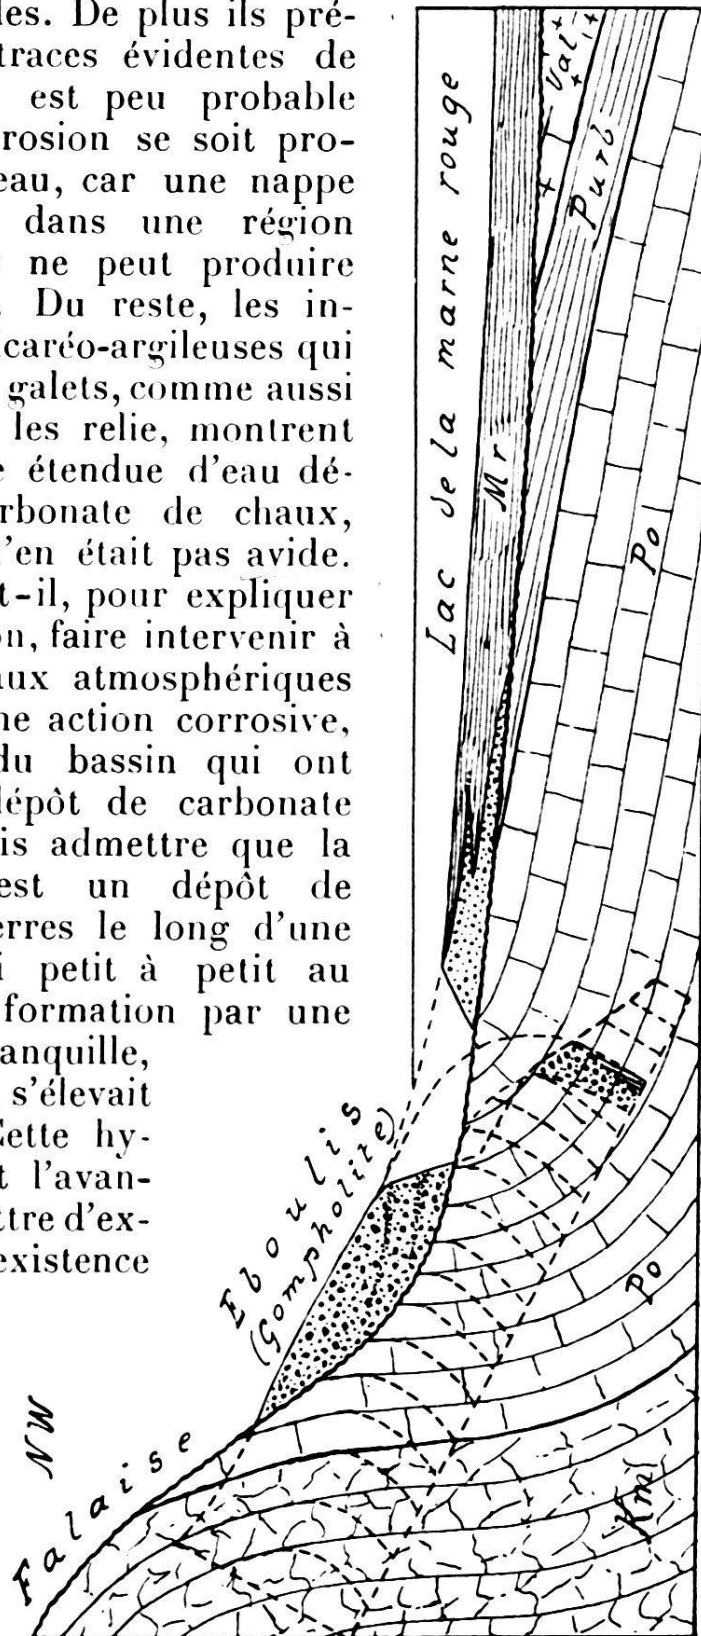 les. De plus ils pré-
traces évidentes de
est peu probable
rosion se soit pro-
eau, car une nappe
dans une région
ne peut produire
Du reste, les in-
caréo-argileuses qui
galets, comme aussi
les relie, montrent
étendue d'eau dé-
rbonate de chaux,
'en était pas avide.
t-il, pour expliquer
n, faire intervenir à
ux atmosphériques
ne action corrosive,
du bassin qui ont
dépôt de carbonate
is admettre que la
est un dépôt de
erres le long d'une
i petit à petit au
formation par une
anquille,
s'élevait
Cette hy-
t l'avan-
ttre d'ex-
existence
Lac de la marne rouge
Mr
Val
Purb
Po
Eboulis
(Gompholite)
Po
NW
Falaise
Km